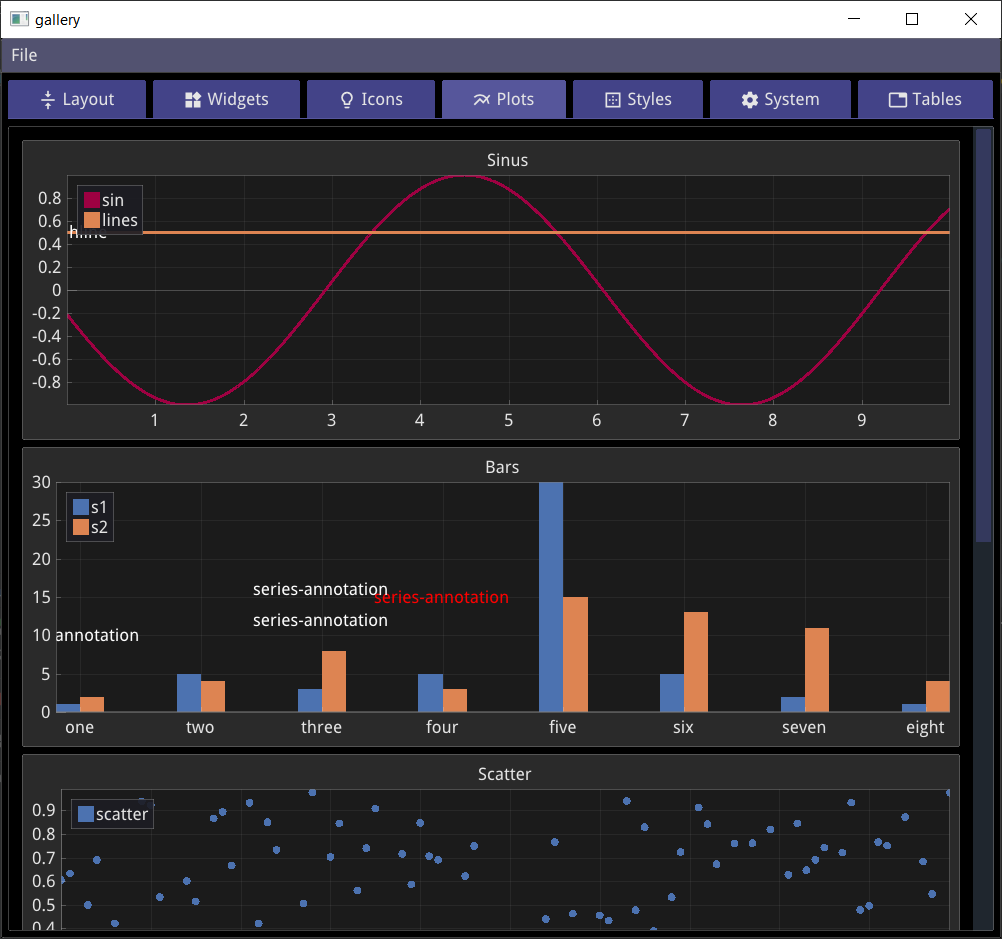 gallery
File
Layout Widgets Icons Plots Styles System Tables
Sinus
sin
lines
0.8
0.6
0.4
0.2
0
-0.2
-0.4
-0.6
-0.8
1 2 3 4 5 6 7 8 9
Bars
s1
s2
30
25
20
15
10
5
0
series-annotation
series-annotation
series-annotation
annotation
one two three four five six seven eight
Scatter
scatter
0.9
0.8
0.7
0.6
0.5
0.4